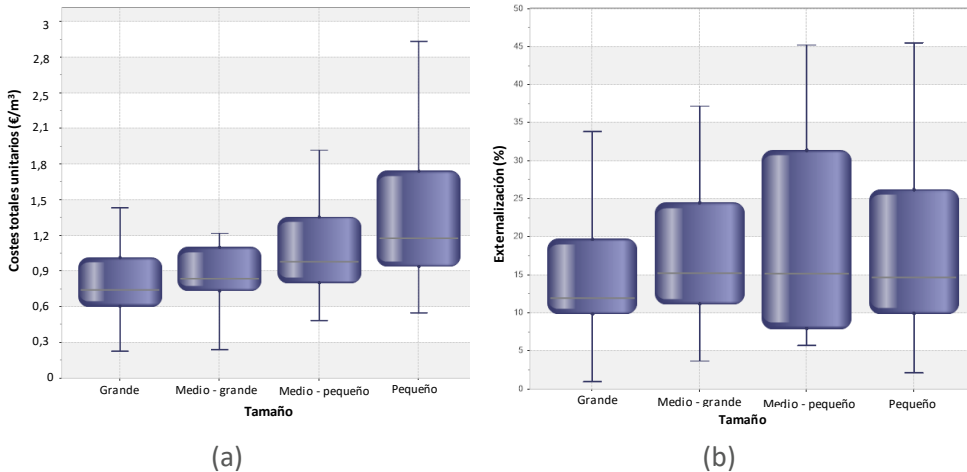 Costes totales unitarios (€/m³)
3
2,8
2,5
2,1
1,8
1,5
1,2
0,9
0,6
0,3
0
Grande Medio - grande Medio - pequeño Pequeño
Tamaño
(a)
Externalización (%)
50
45
40
35
30
25
20
15
10
5
0
Grande Medio - grande Medio - pequeño Pequeño
Tamaño
(b)